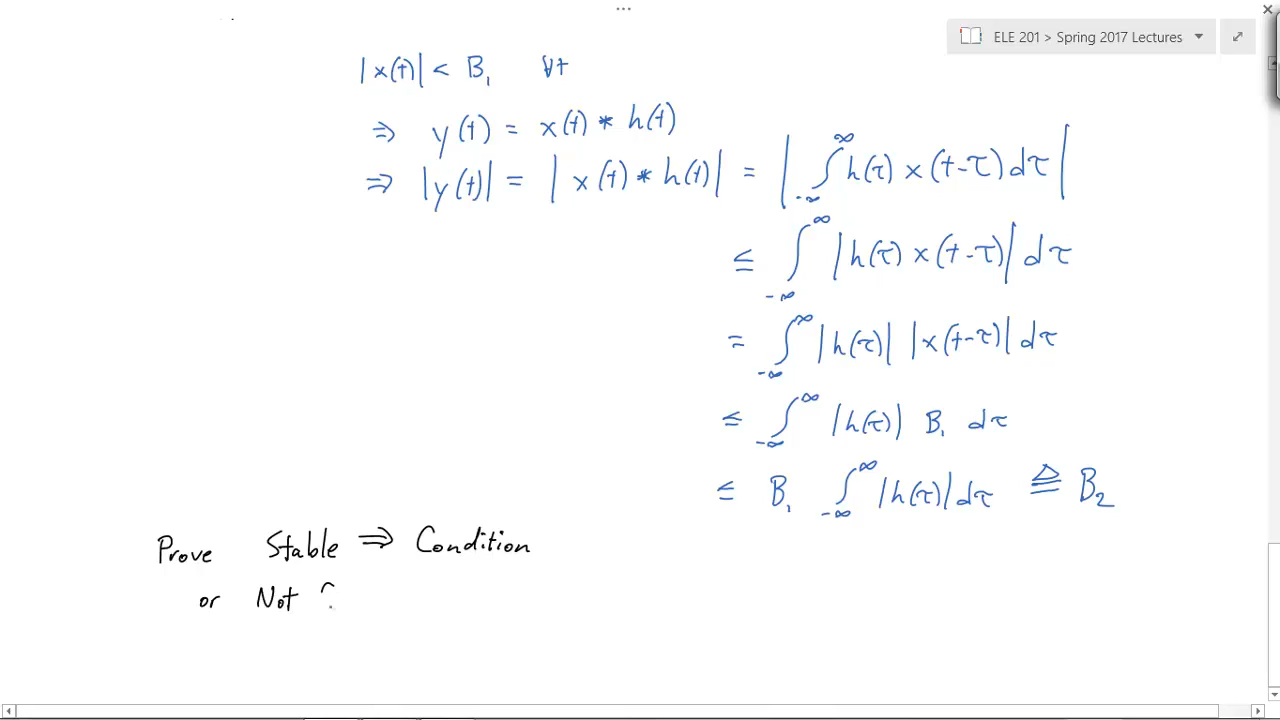 ELE 201 > Spring 2017 Lectures
|x(t)| < B₁ ∀t
⇒ y(t) = x(t) * h(t)
⇒ |y(t)| = | x(t) * h(t)| = | ∫_{-∞}^{∞} h(τ) x(t-τ) dτ |
≤ ∫_{-∞}^{∞} |h(τ) x(t-τ)| dτ
= ∫_{-∞}^{∞} |h(τ)| |x(t-τ)| dτ
≤ ∫_{-∞}^{∞} |h(τ)| B₁ dτ
≤ B₁ ∫_{-∞}^{∞} |h(τ)| dτ ≜ B₂
Prove Stable ⇒ Condition
or Not